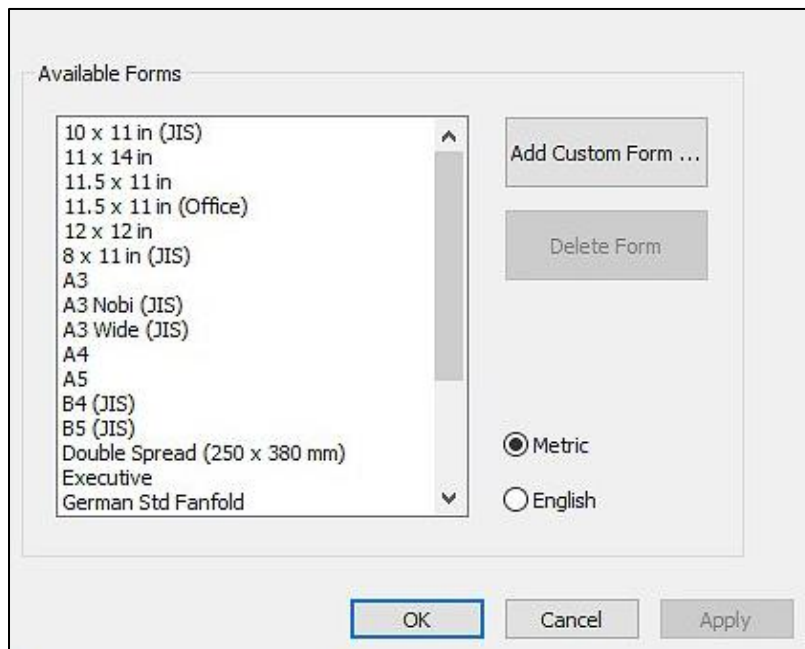 Available Forms
10 x 11 in (JIS)
11 x 14 in
11.5 x 11 in
11.5 x 11 in (Office)
12 x 12 in
8 x 11 in (JIS)
A3
A3 Nobi (JIS)
A3 Wide (JIS)
A4
A5
B4 (JIS)
B5 (JIS)
Double Spread (250 x 380 mm)
Executive
German Std Fanfold
Add Custom Form ...
Delete Form
Metric
English
OK
Cancel
Apply